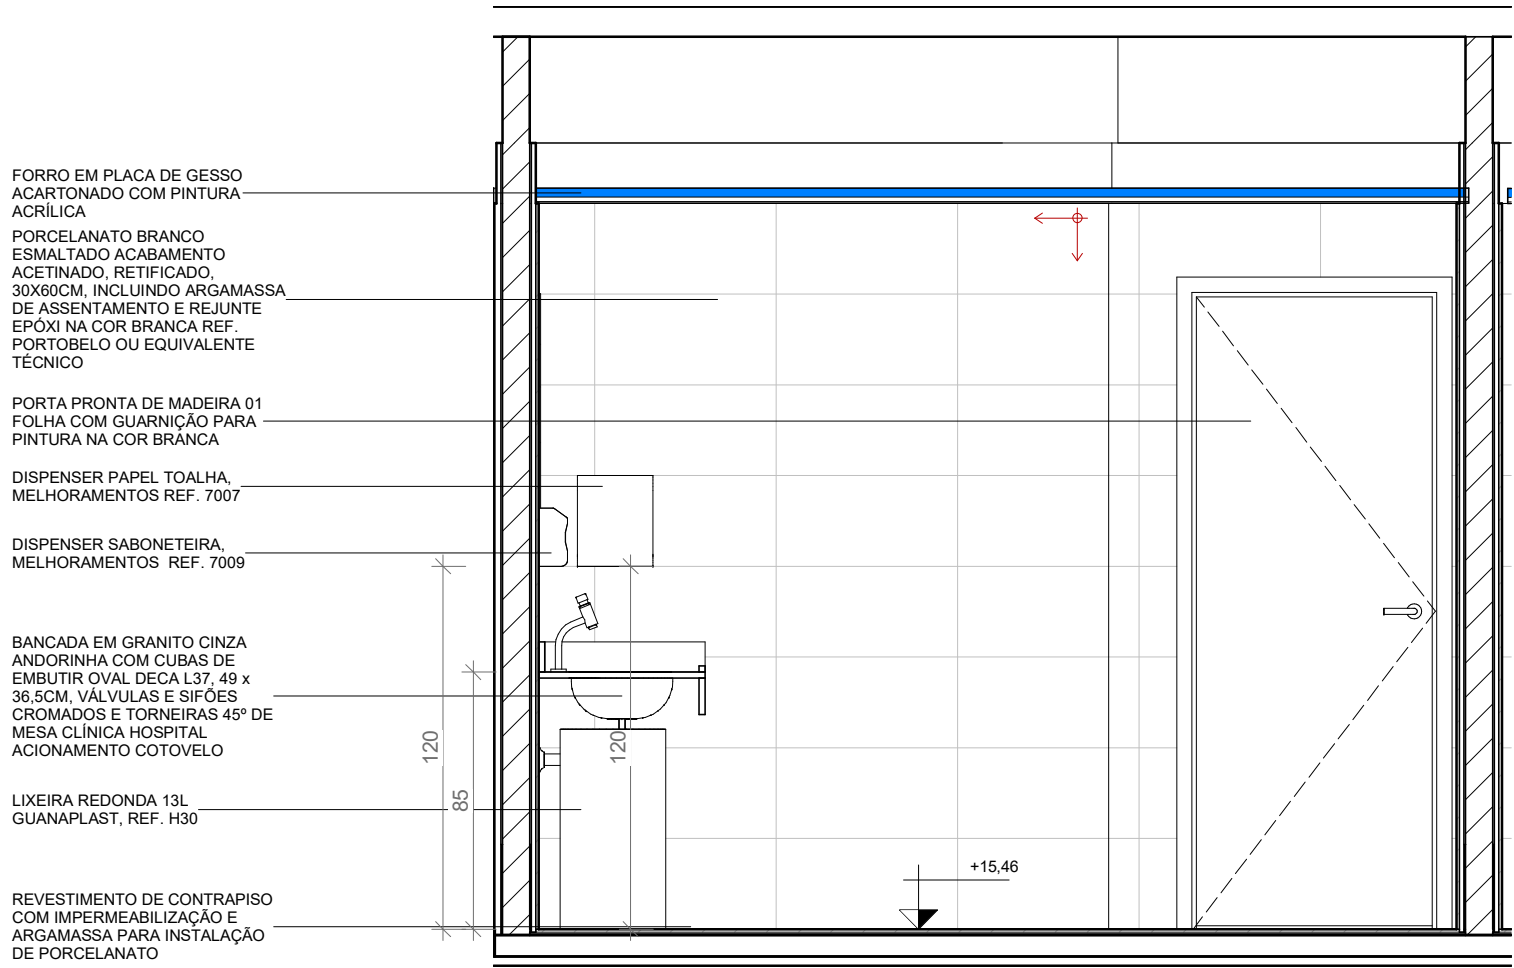 FORRO EM PLACA DE GESSO
ACARTONADO COM PINTURA
ACRÍLICA
PORCELANATO BRANCO
ESMALTADO ACABAMENTO
ACETINADO, RETIFICADO,
30X60CM, INCLUINDO ARGAMASSA
DE ASSENTAMENTO E REJUNTE
EPÓXI NA COR BRANCA REF.
PORTOBELO OU EQUIVALENTE
TÉCNICO
PORTA PRONTA DE MADEIRA 01
FOLHA COM GUARNIÇÃO PARA
PINTURA NA COR BRANCA
DISPENSER PAPEL TOALHA,
MELHORAMENTOS REF. 7007
DISPENSER SABONETEIRA,
MELHORAMENTOS  REF. 7009
BANCADA EM GRANITO CINZA
ANDORINHA COM CUBAS DE
EMBUTIR OVAL DECA L37, 49 x
36,5CM, VÁLVULAS E SIFÕES
CROMADOS E TORNEIRAS 45º DE
MESA CLÍNICA HOSPITAL
ACIONAMENTO COTOVELO
LIXEIRA REDONDA 13L
GUANAPLAST, REF. H30
REVESTIMENTO DE CONTRAPISO
COM IMPERMEABILIZAÇÃO E
ARGAMASSA PARA INSTALAÇÃO
DE PORCELANATO
120
85
120
+15,46